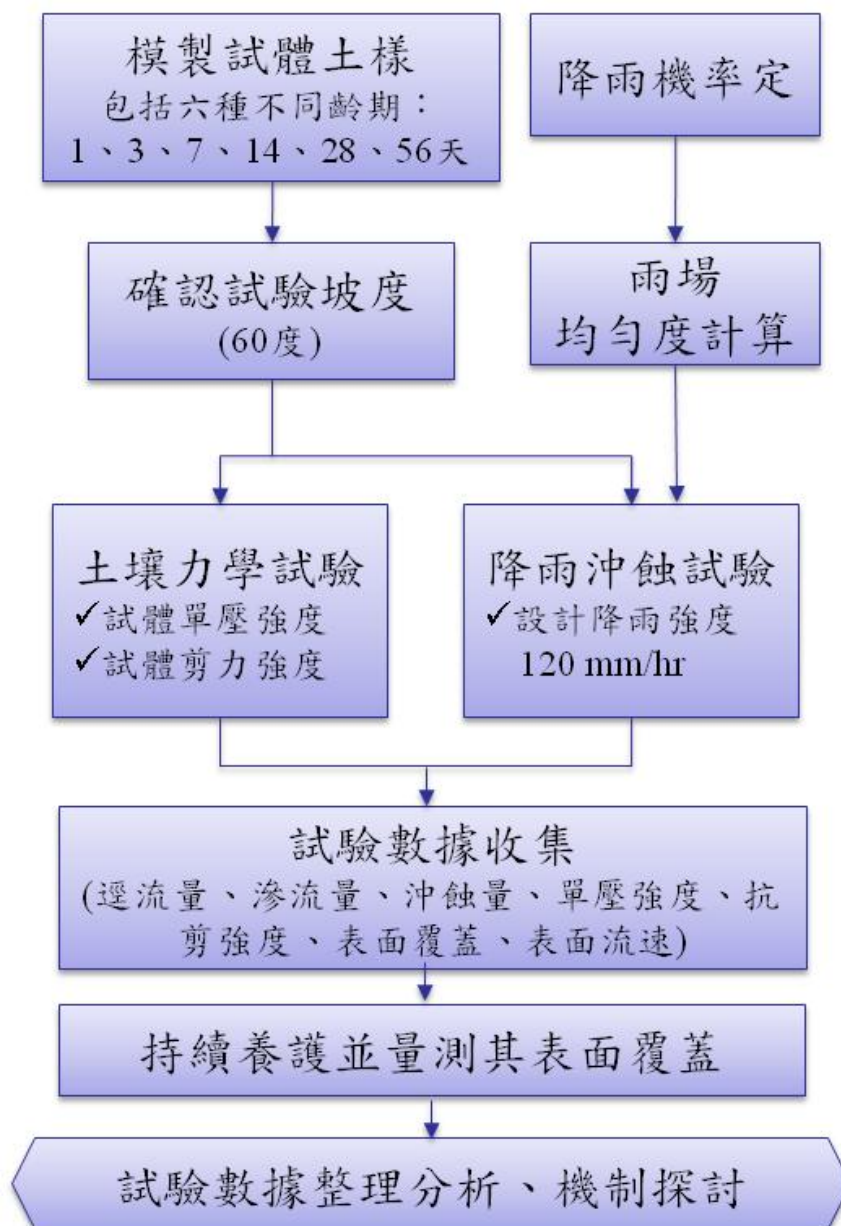 模製試體土樣
包括六種不同齡期：
1、3、7、14、28、56天
降雨機率定
確認試驗坡度
(60度)
雨場
均勻度計算
土壤力學試驗
✓試體單壓強度
✓試體剪力強度
降雨沖蝕試驗
✓設計降雨強度
120 mm/hr
試驗數據收集
(逕流量、滲流量、沖蝕量、單壓強度、抗
剪強度、表面覆蓋、表面流速)
持續養護並量測其表面覆蓋
試驗數據整理分析、機制探討